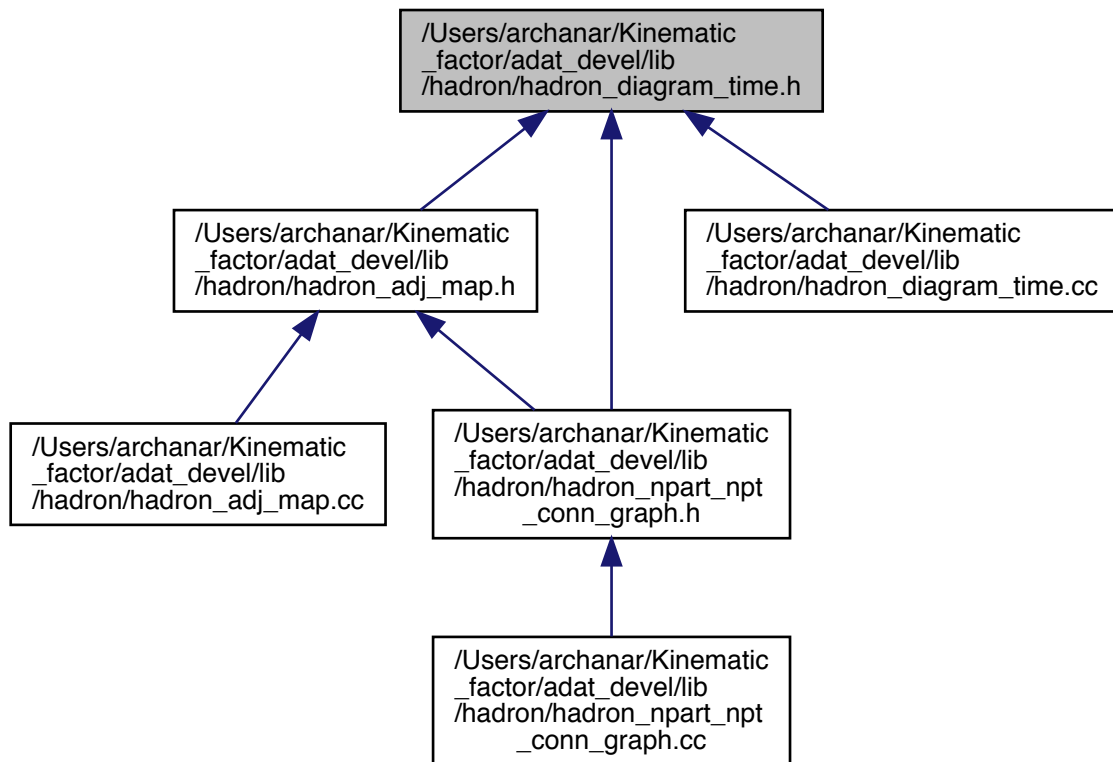 /Users/archanar/Kinematic
_factor/adat_devel/lib
/hadron/hadron_diagram_time.h
/Users/archanar/Kinematic
_factor/adat_devel/lib
/hadron/hadron_adj_map.h
/Users/archanar/Kinematic
_factor/adat_devel/lib
/hadron/hadron_diagram_time.cc
/Users/archanar/Kinematic
_factor/adat_devel/lib
/hadron/hadron_adj_map.cc
/Users/archanar/Kinematic
_factor/adat_devel/lib
/hadron/hadron_npart_npt
_conn_graph.h
/Users/archanar/Kinematic
_factor/adat_devel/lib
/hadron/hadron_npart_npt
_conn_graph.cc